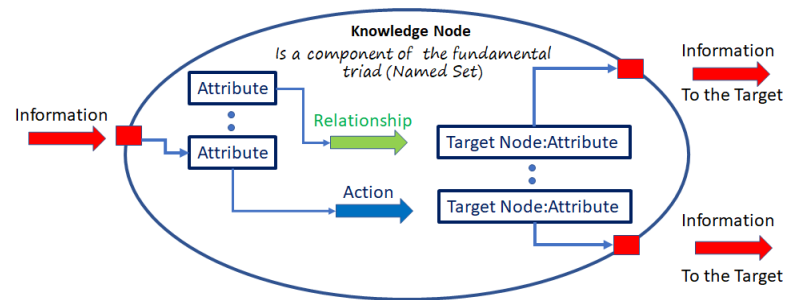 Knowledge Node
Is a component of the fundamental
triad (Named Set)
Information
Attribute
Attribute
Relationship
Action
Target Node:Attribute
Target Node:Attribute
Information
To the Target
Information
To the Target